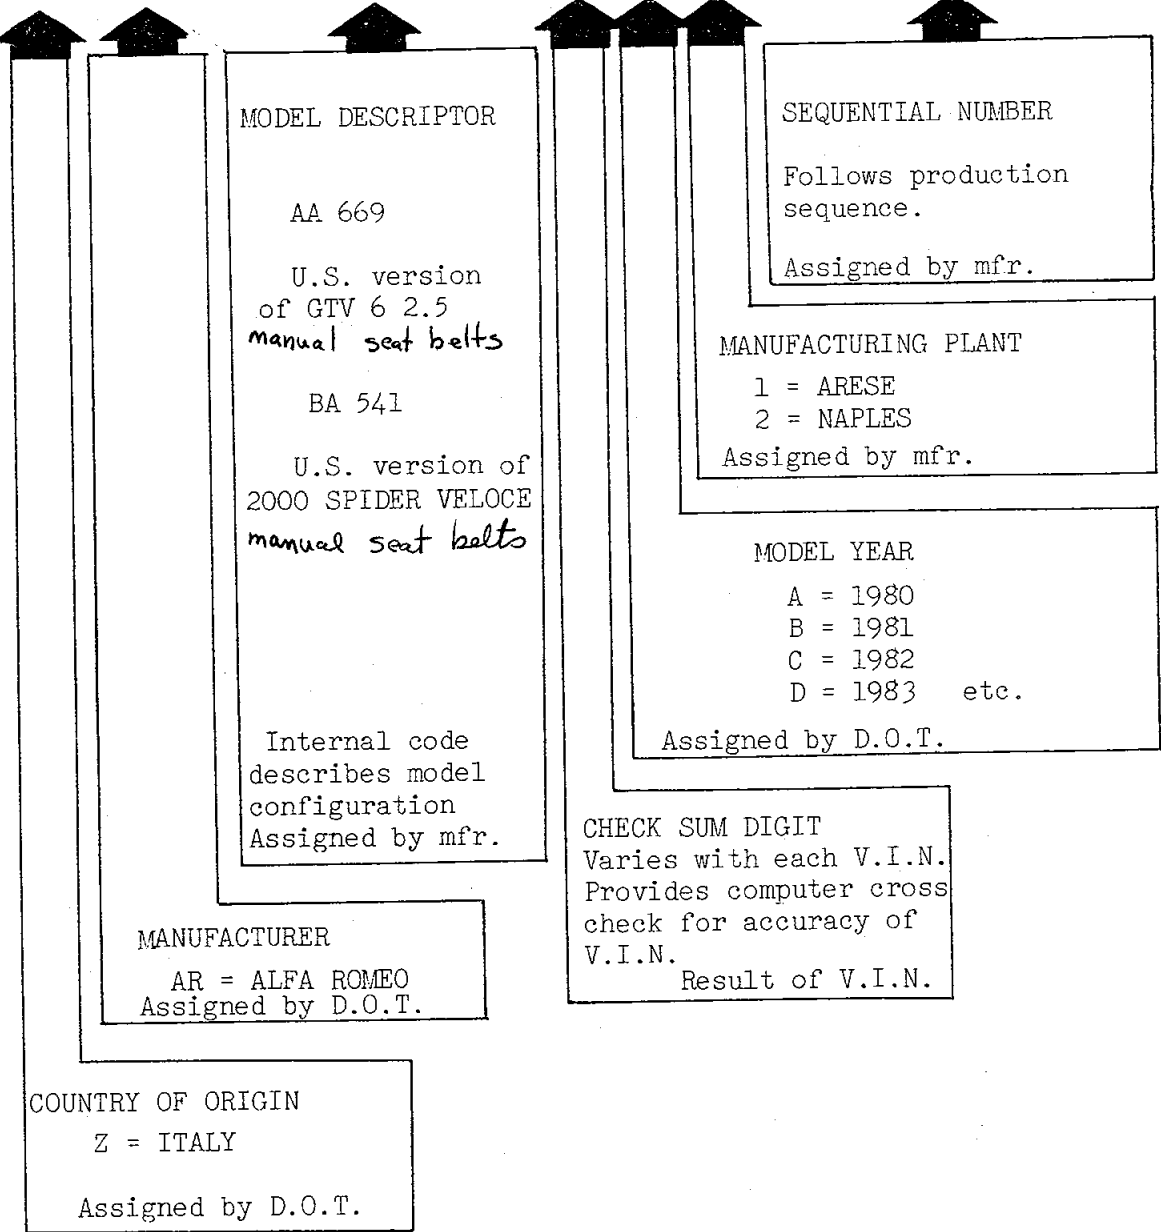 MODEL DESCRIPTOR
AA 669
U.S. version
of GTV 6 2.5
manual seat belts
BA 541
U.S. version of
2000 SPIDER VELOCE
manual seat belts
Internal code
describes model
configuration
Assigned by mfr.
SEQUENTIAL NUMBER
Follows production
sequence.
Assigned by mfr.
MANUFACTURING PLANT
1 = ARESE
2 = NAPLES
Assigned by mfr.
MODEL YEAR
A = 1980
B = 1981
C = 1982
D = 1983 etc.
Assigned by D.O.T.
CHECK SUM DIGIT
Varies with each V.I.N.
Provides computer cross
check for accuracy of
V.I.N.
Result of V.I.N.
MANUFACTURER
AR = ALFA ROMEO
Assigned by D.O.T.
COUNTRY OF ORIGIN
Z = ITALY
Assigned by D.O.T.